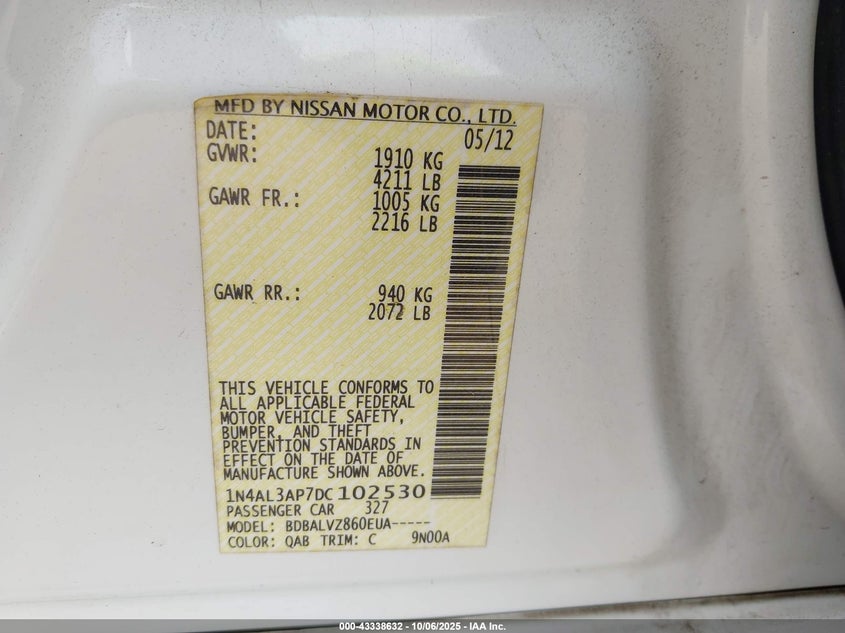 MFD BY NISSAN MOTOR CO., LTD.
DATE: 05/12
GVWR: 1910 KG
4211 LB
GAWR FR.: 1005 KG
2216 LB
GAWR RR.: 940 KG
2072 LB
THIS VEHICLE CONFORMS TO
ALL APPLICABLE FEDERAL
MOTOR VEHICLE SAFETY,
BUMPER, AND THEFT
PREVENTION STANDARDS IN
EFFECT ON THE DATE OF
MANUFACTURE SHOWN ABOVE.
1N4AL3AP7DC102530
PASSENGER CAR 327
MODEL: BDBALVZ860EUA-----
COLOR: QAB TRIM: C 9N00A
000-43338632 - 10/06/2025 - IAA Inc.